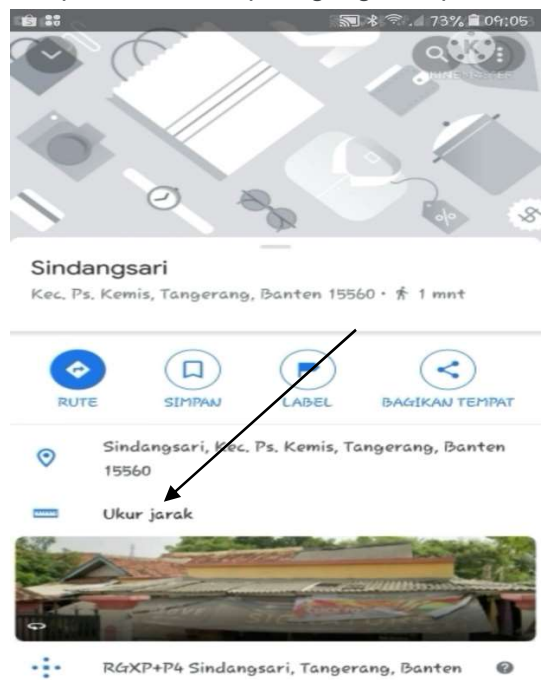 73% 09:05
Sindangsari
Kec. Ps. Kemis, Tangerang, Banten 15560 · 1 mnt
RUTE SIMPAN LABEL BAGIKAN TEMPAT
Sindangsari, Kec. Ps. Kemis, Tangerang, Banten
15560
Ukur jarak
RGXP+P4 Sindangsari, Tangerang, Banten